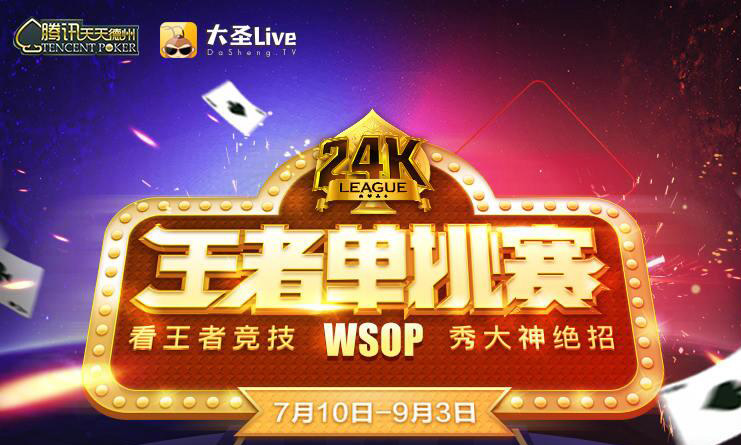 腾讯天天德州
TENCENT POKER
大圣Live
DaSheng.TV
24K
LEAGUE
王者单挑赛
看王者竞技 WSOP 秀大神绝招
7月10日-9月3日